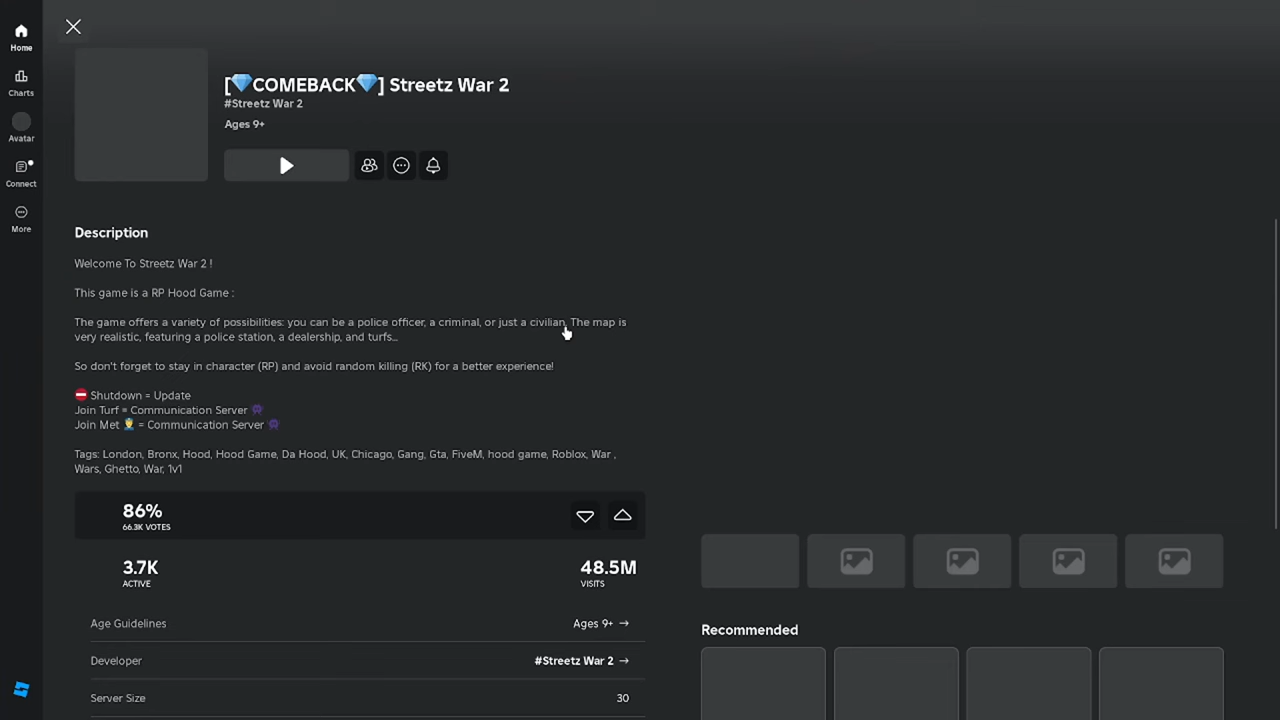 Home
Charts
Avatar
Connect
More
[💎COMEBACK💎] Streetz War 2
#Streetz War 2
Ages 9+
Description
Welcome To Streetz War 2 !
This game is a RP Hood Game :
The game offers a variety of possibilities: you can be a police officer, a criminal, or just a civilian. The map is
very realistic, featuring a police station, a dealership, and turfs...
So don't forget to stay in character (RP) and avoid random killing (RK) for a better experience!
⛔ Shutdown = Update
Join Turf = Communication Server 👾
Join Met 👮 = Communication Server 👾
Tags: London, Bronx, Hood, Hood Game, Da Hood, UK, Chicago, Gang, Gta, FiveM, hood game, Roblox, War ,
Wars, Ghetto, War, 1v1
86%
66.3K VOTES
3.7K
ACTIVE
48.5M
VISITS
Age Guidelines Ages 9+ →
Developer #Streetz War 2 →
Server Size 30
Recommended